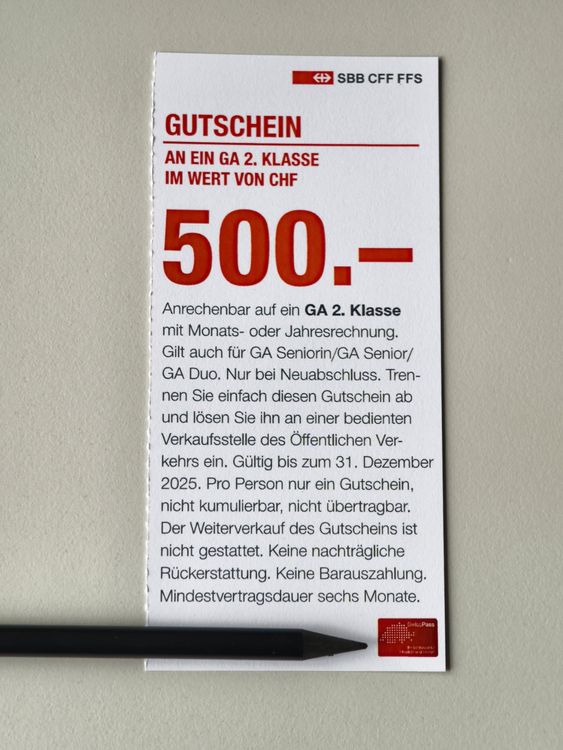 SBB CFF FFS
GUTSCHEIN
AN EIN GA 2. KLASSE
IM WERT VON CHF
500.–
Anrechenbar auf ein GA 2. Klasse
mit Monats- oder Jahresrechnung.
Gilt auch für GA Seniorin/GA Senior/
GA Duo. Nur bei Neuabschluss. Tren-
nen Sie einfach diesen Gutschein ab
und lösen Sie ihn an einer bedienten
Verkaufsstelle des Öffentlichen Ver-
kehrs ein. Gültig bis zum 31. Dezember
2025. Pro Person nur ein Gutschein,
nicht kumulierbar, nicht übertragbar.
Der Weiterverkauf des Gutscheins ist
nicht gestattet. Keine nachträgliche
Rückerstattung. Keine Barauszahlung.
Mindestvertragsdauer sechs Monate.
SwissPass